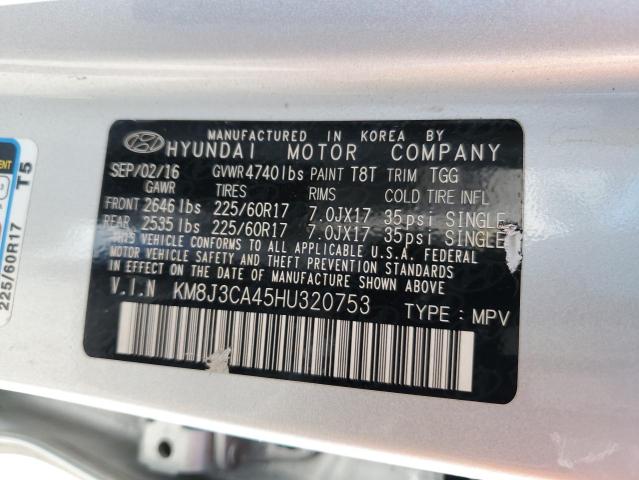 MANUFACTURED IN KOREA BY
HYUNDAI MOTOR COMPANY
SEP/02/16 GVWR4740lbs PAINT T8T TRIM TGG
GAWR TIRES RIMS COLD TIRE INFL
FRONT 2646lbs 225/60R17 7.0JX17 35psi SINGLE
REAR 2535lbs 225/60R17 7.0JX17 35psi SINGLE
THIS VEHICLE CONFORMS TO ALL APPLICABLE U.S.A. FEDERAL
MOTOR VEHICLE SAFETY AND THEFT PREVENTION STANDARDS
IN EFFECT ON THE DATE OF MANUFACTURE SHOWN ABOVE
V.I.N KM8J3CA45HU320753 TYPE : MPV
225/60R17 T5